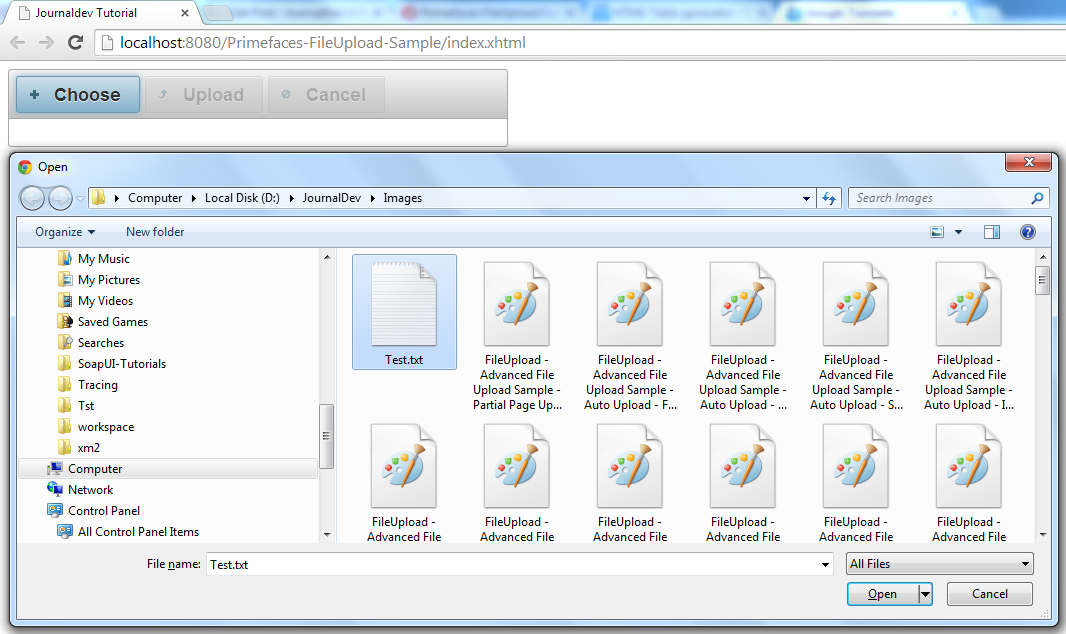 Journaldev Tutorial
localhost:8080/Primefaces-FileUpload-Sample/index.xhtml
Choose Upload Cancel
Open
Computer Local Disk (D:) JournalDev Images
Search Images
Organize New folder
My Music
My Pictures
My Videos
Saved Games
Searches
SoapUI-Tutorials
Tracing
Tst
workspace
xm2
Computer
Network
Control Panel
All Control Panel Items
Test.txt
FileUpload -
Advanced File
Upload Sample -
Partial Page Up...
FileUpload -
Advanced File
Upload Sample -
Auto Upload - F...
FileUpload -
Advanced File
Upload Sample -
Auto Upload - ...
FileUpload -
Advanced File
Upload Sample -
Auto Upload - S...
FileUpload -
Advanced File
Upload Sample -
Auto Upload - I...
FileUpload -
Advanced File
FileUpload -
Advanced File
FileUpload -
Advanced File
FileUpload -
Advanced File
FileUpload -
Advanced File
FileUpload -
Advanced File
File name: Test.txt
All Files
Open Cancel